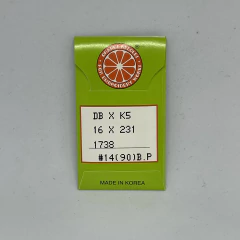 DB X K5
16 X 231
1738
#14(90)B.P
MADE IN KOREA